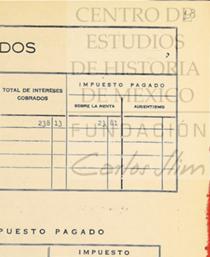 CENTRO DE
ESTUDIOS
DE HISTORIA
DE MÉXICO
FUNDACIÓN
Carlos Slim
DOS
TOTAL DE INTERESES
COBRADOS
IMPUESTO PAGADO
SOBRE LA RENTA
AUSENTISMO
238 13
23 81
PUESTO PAGADO
IMPUESTO